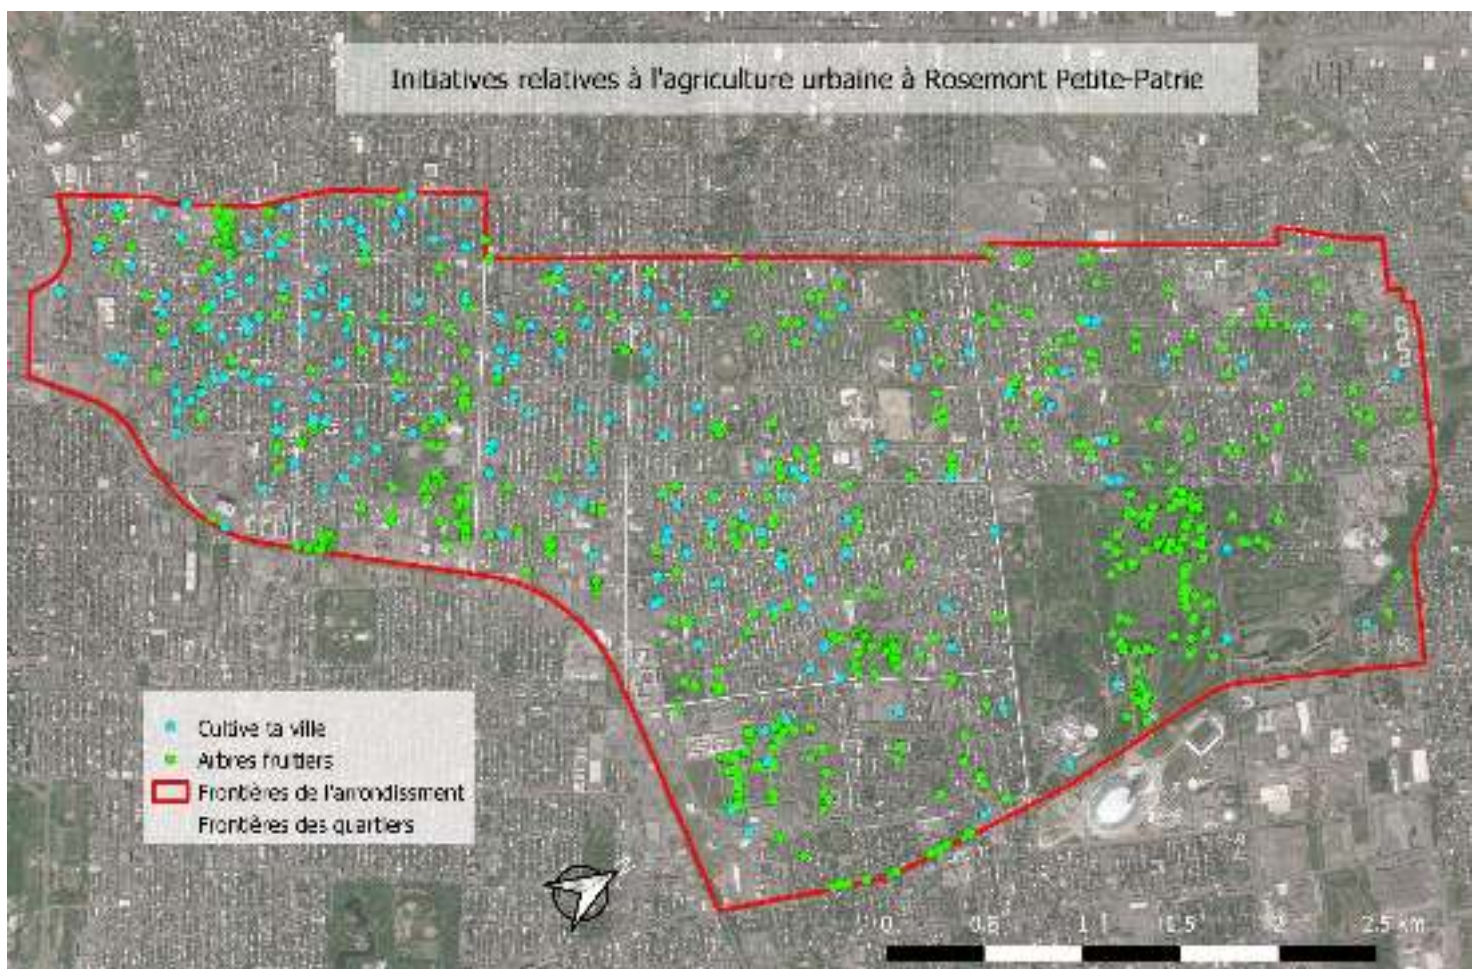 Initiatives relatives à l'agriculture urbaine à Rosemont Petite-Patrie
Cultive ta ville
Arbres fruitiers
Frontières de l'arrondissment
Frontières des quartiers
0 0.5 1 1.5 2 2.5 km